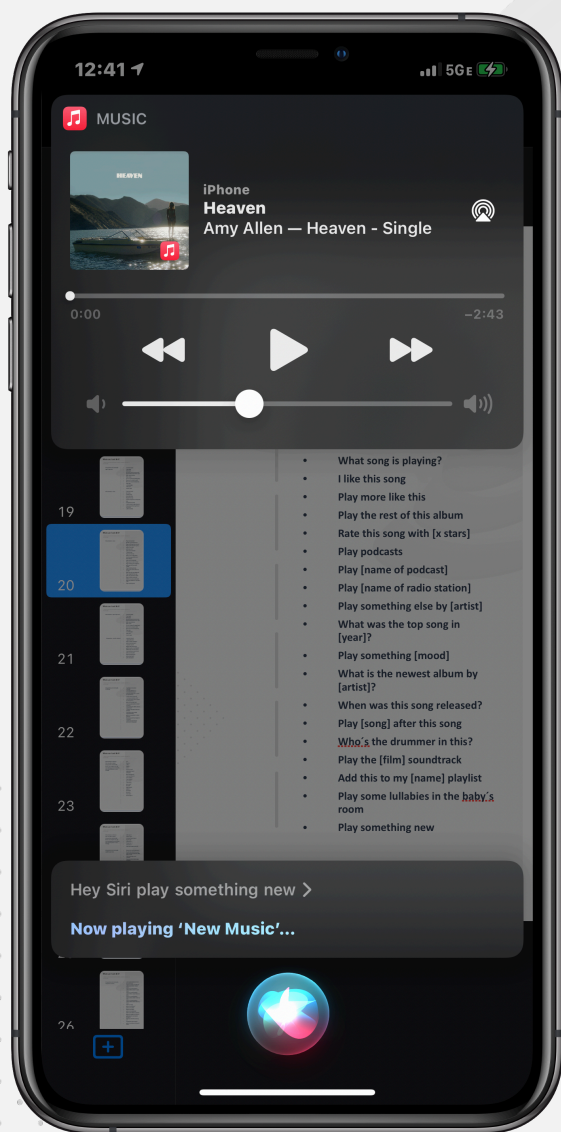 12:41
5GE
MUSIC
HEAVEN
iPhone
Heaven
Amy Allen — Heaven - Single
0:00
−2:43
19
20
21
22
23
26
• What song is playing?
• I like this song
• Play more like this
• Play the rest of this album
• Rate this song with [x stars]
• Play podcasts
• Play [name of podcast]
• Play [name of radio station]
• Play something else by [artist]
• What was the top song in
[year]?
• Play something [mood]
• What is the newest album by
[artist]?
• When was this song released?
• Play [song] after this song
• Who´s the drummer in this?
• Play the [film] soundtrack
• Add this to my [name] playlist
• Play some lullabies in the baby´s
room
▪ Play something new
Hey Siri play something new >
Now playing ‘New Music’...